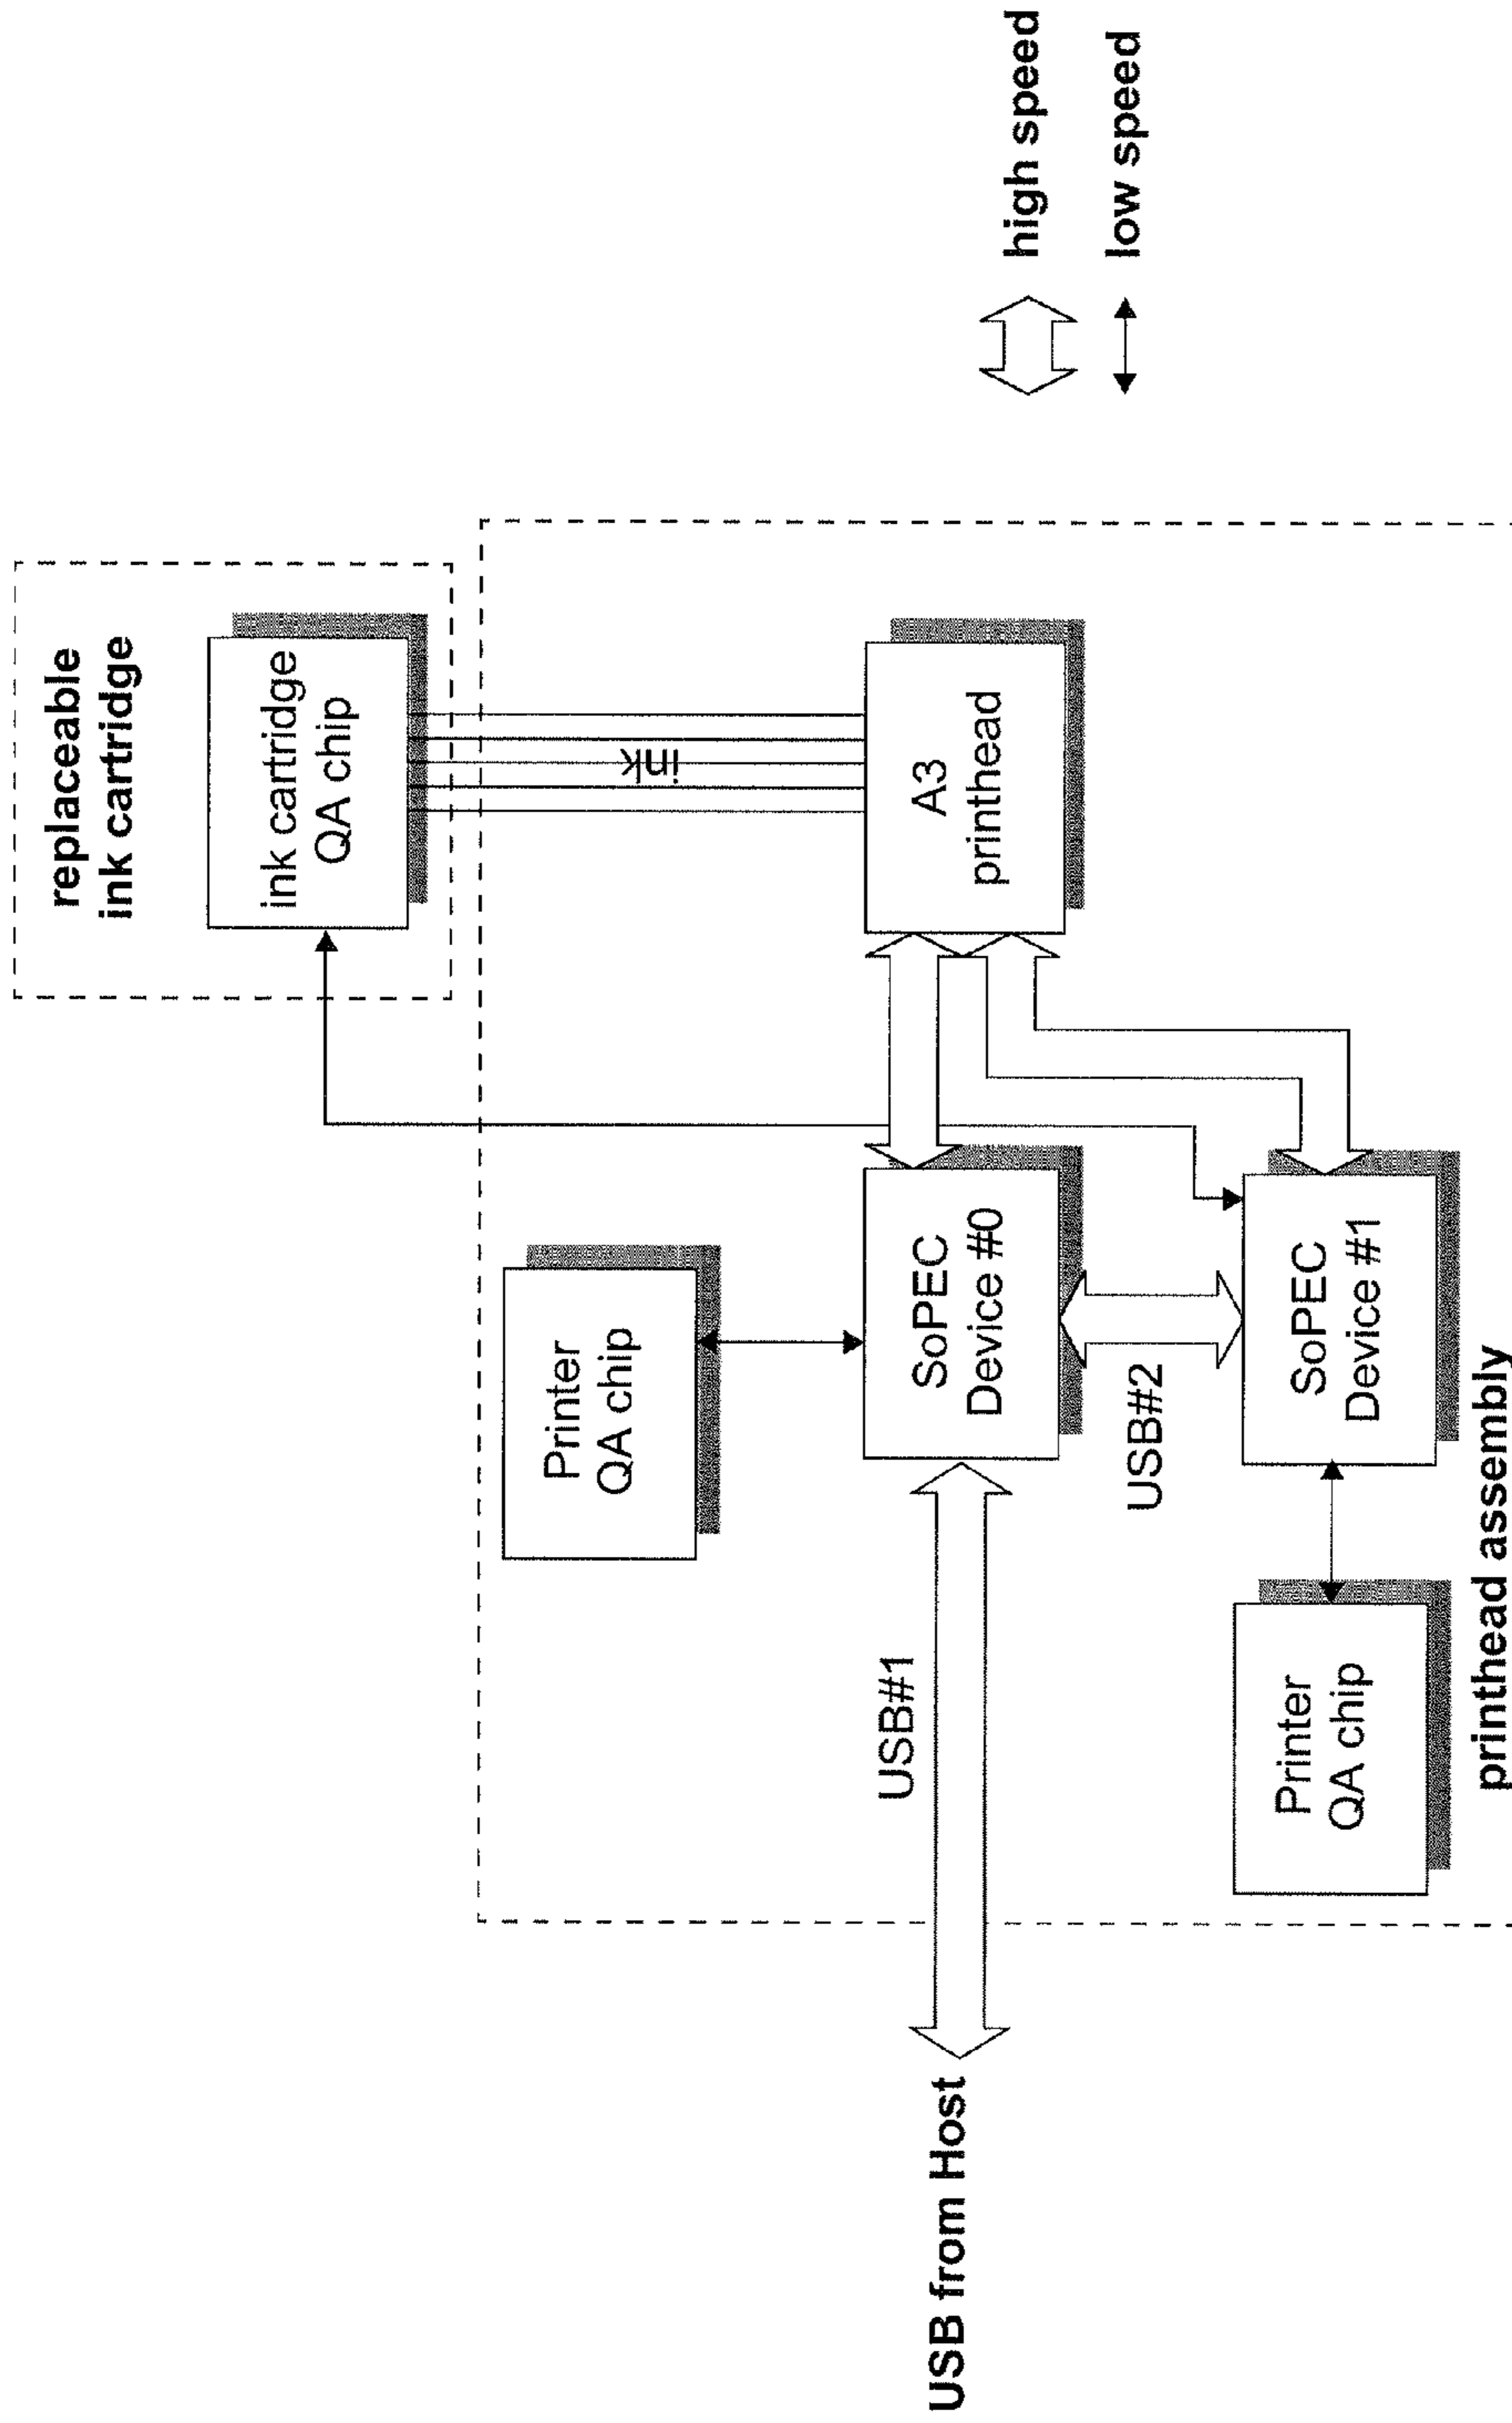 replaceable
ink cartridge
ink cartridge
QA chip
ink
A3
printhead
Printer
QA chip
SoPEC
Device #0
USB#1
USB from Host
USB#2
SoPEC
Device #1
Printer
QA chip
printhead assembly
high speed
low speed